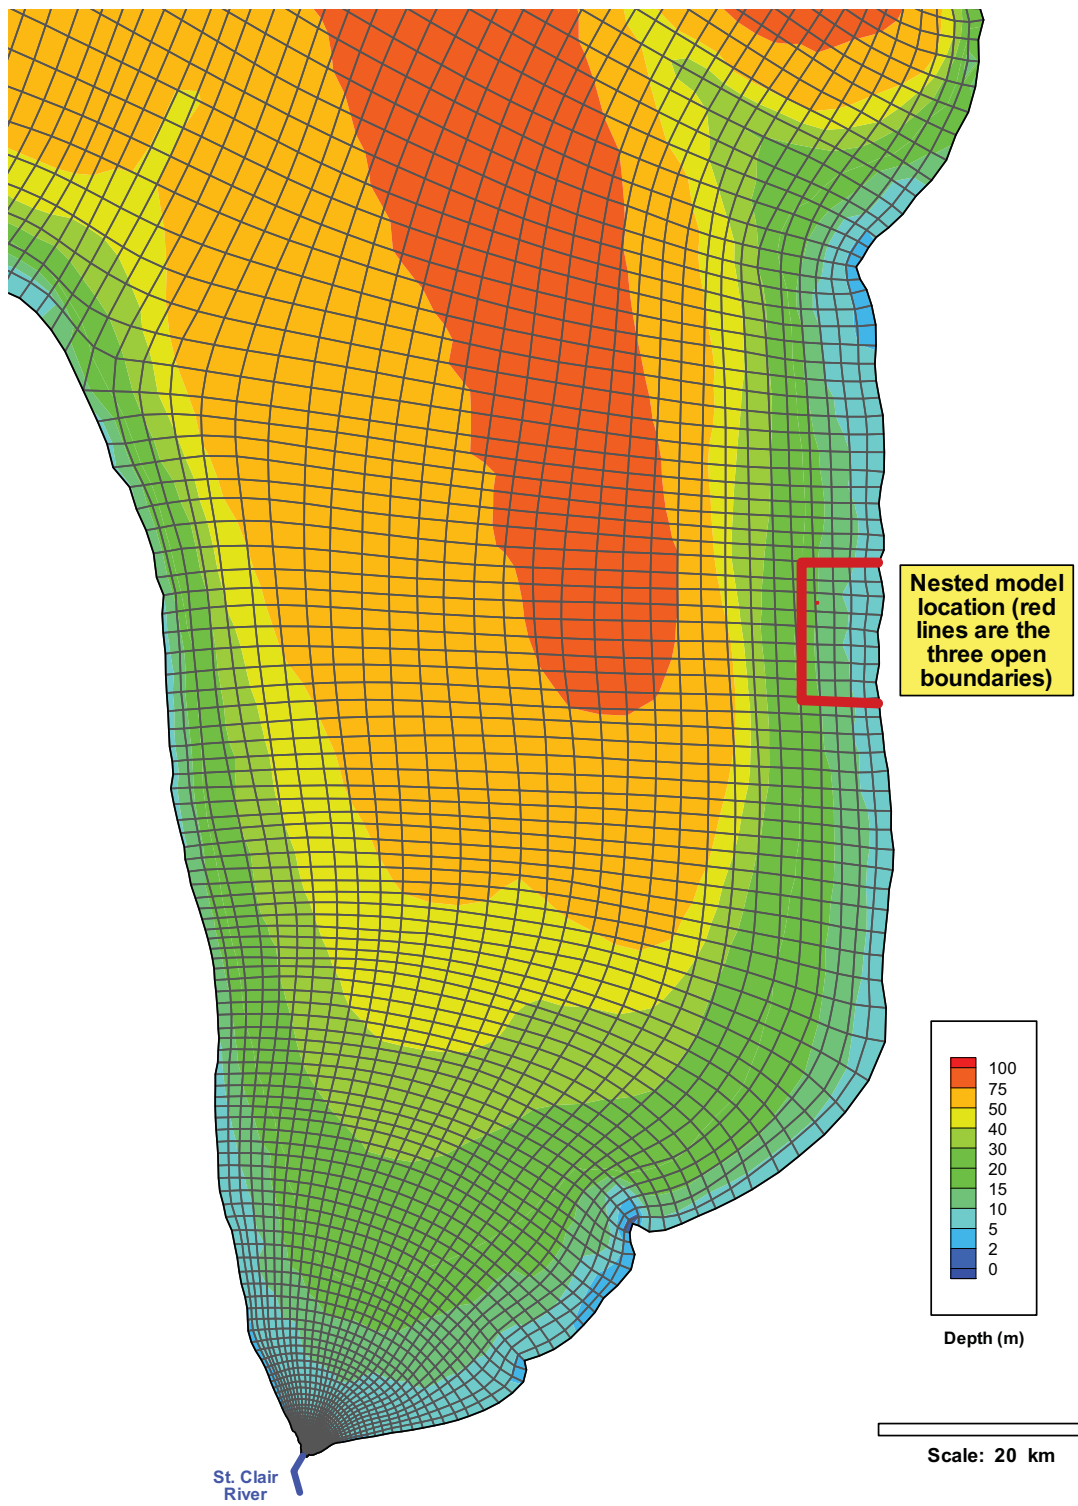 Nested model
location (red
lines are the
three open
boundaries)
100
75
50
40
30
20
15
10
5
2
0
Depth (m)
Scale: 20 km
St. Clair
River